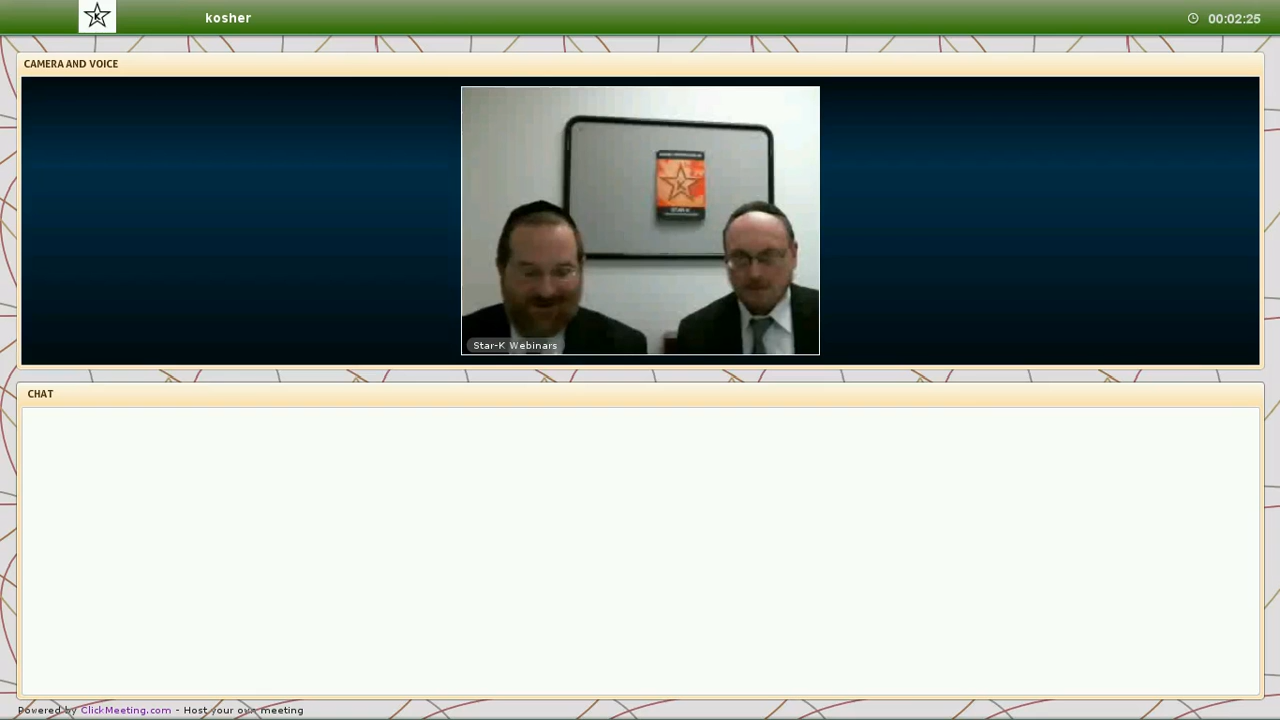 K
kosher
00:02:25
CAMERA AND VOICE
K
Star-K Webinars
CHAT
Powered by ClickMeeting.com - Host your own meeting